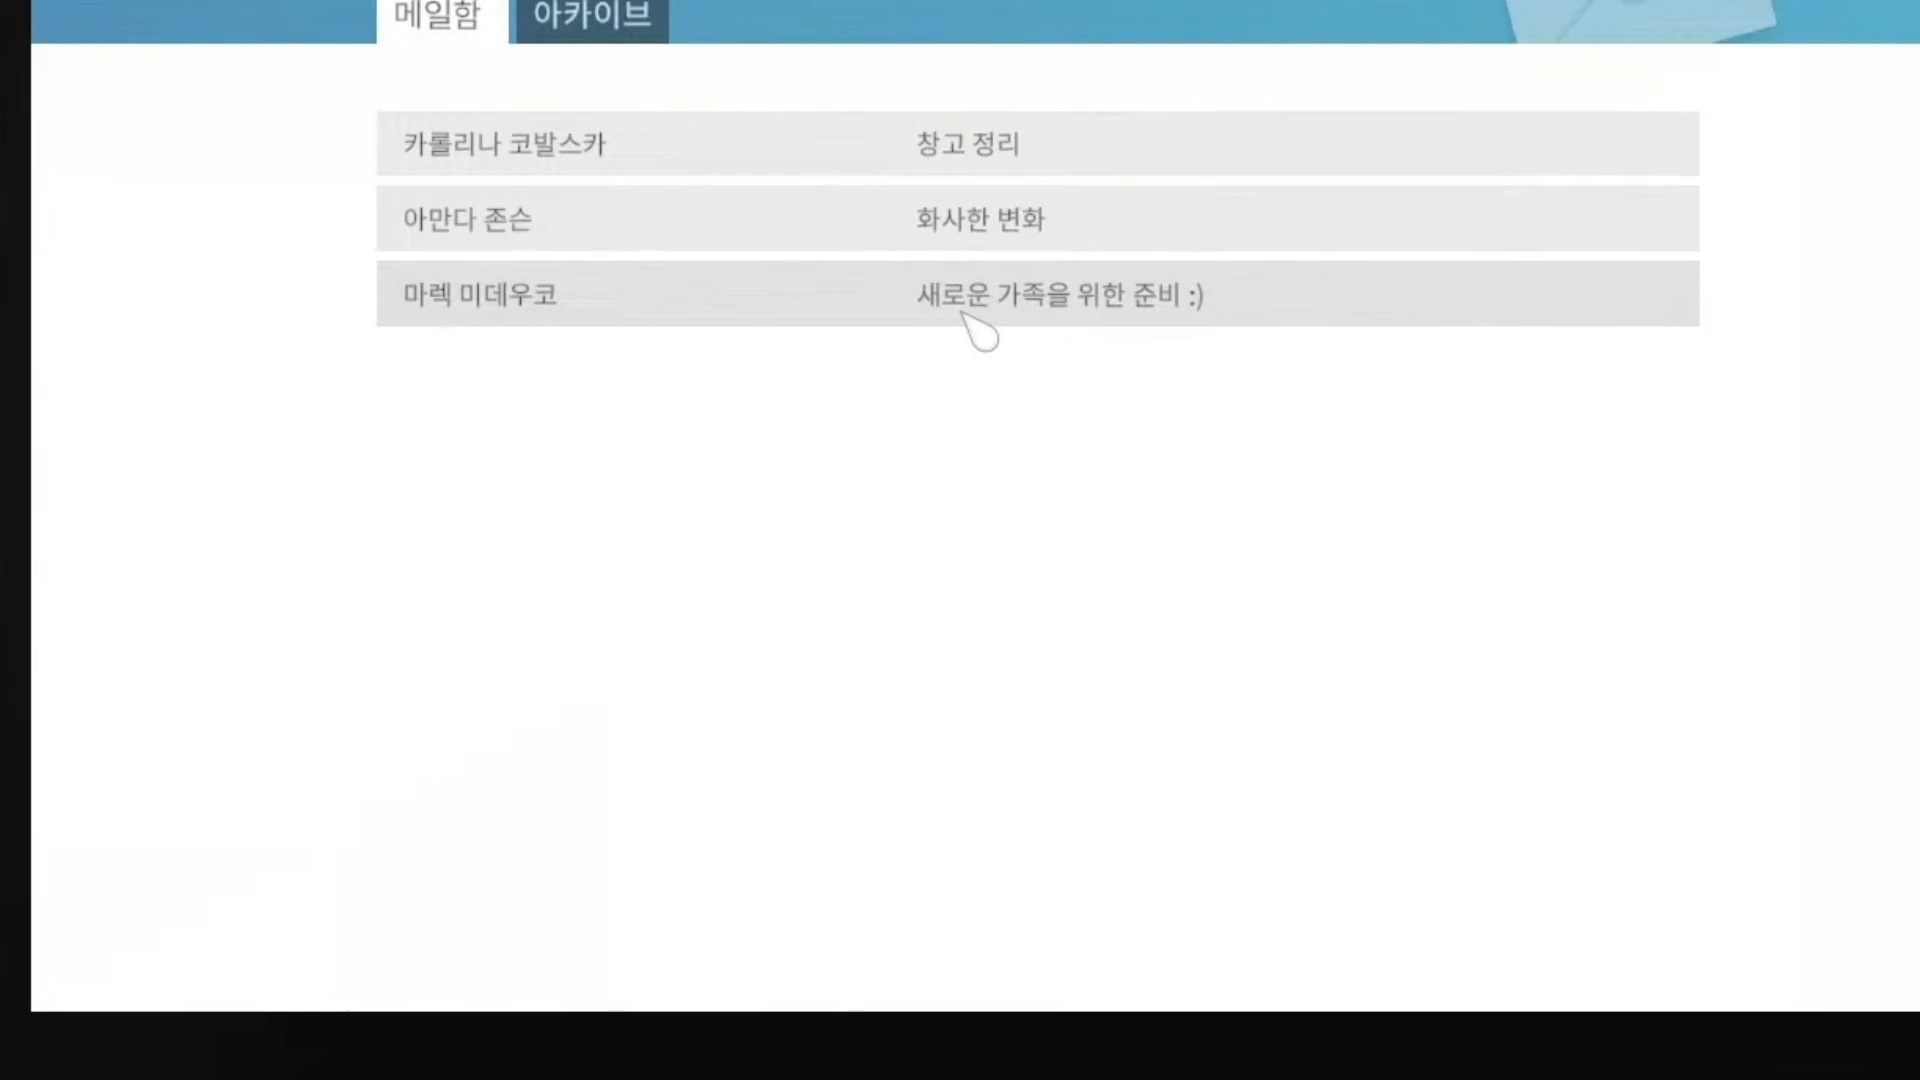 메일함 아카이브
카롤리나 코발스카 창고 정리
아만다 존슨 화사한 변화
마렉 미데우코 새로운 가족을 위한 준비 :)